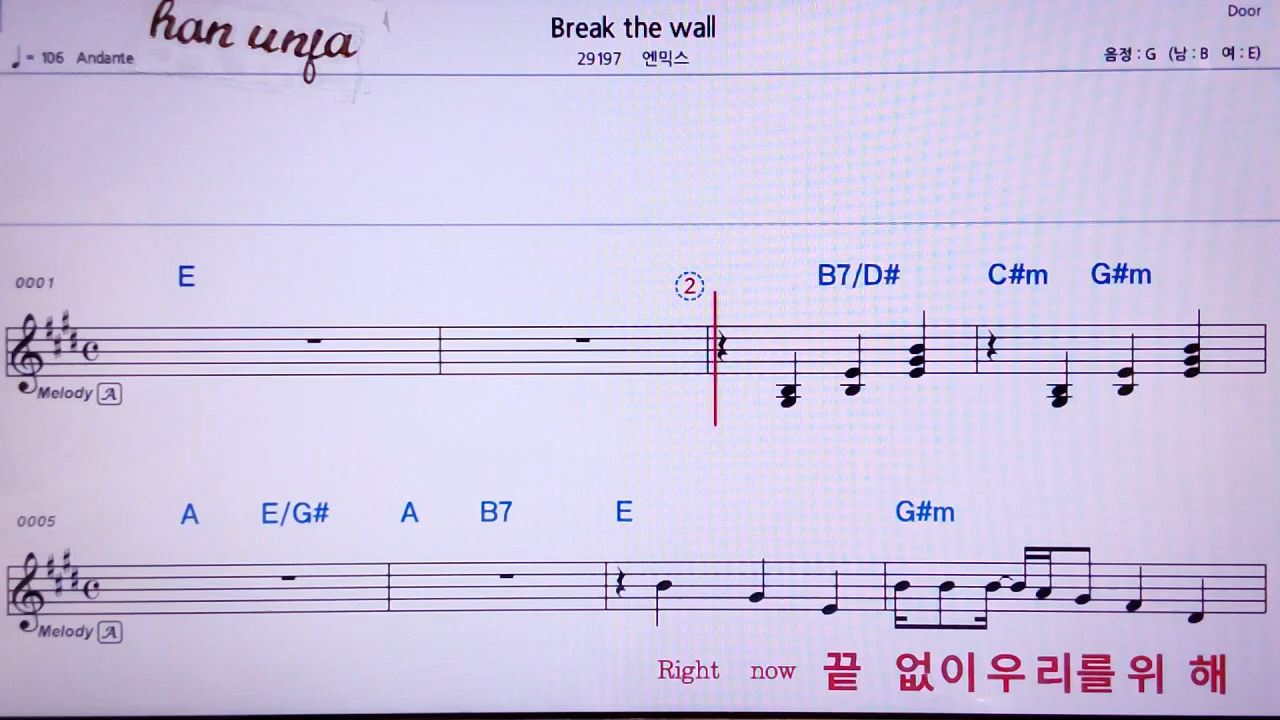 han unfa
Break the wall
Door
♩ = 106 Andante
29197 엔믹스
음정 : G (남 : B 여 : E)
0001
E
②
B7/D# C#m G#m
Melody A
0005
A E/G# A B7 E G#m
Melody A
Right now 끝 없이우리를 위 해